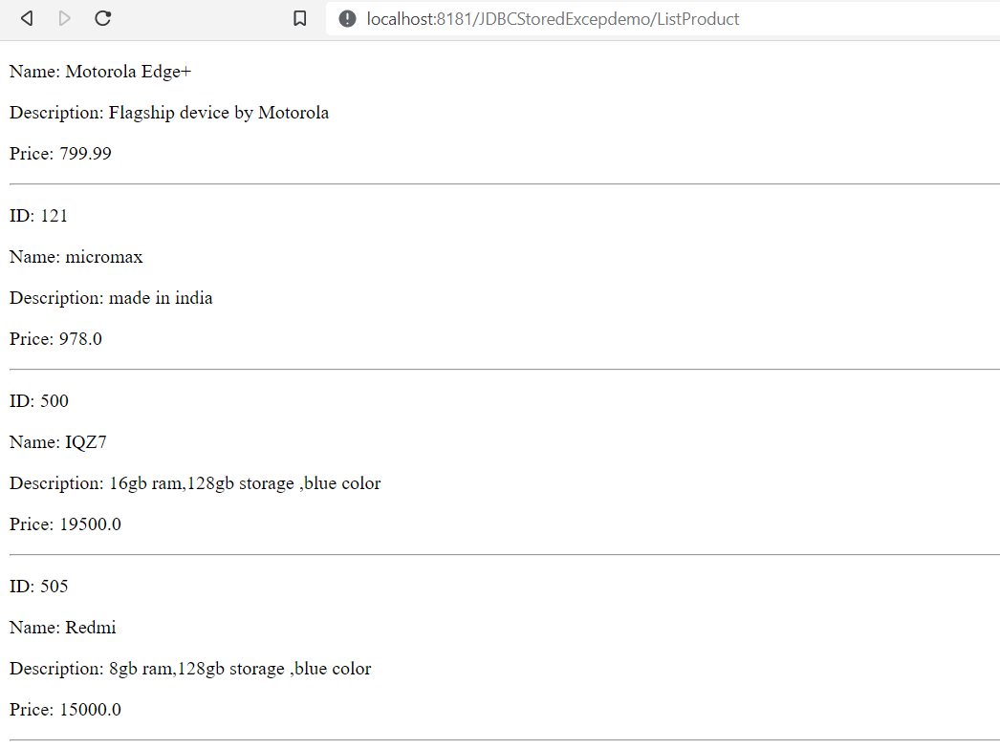 localhost:8181/JDBCStoredExcepdemo/ListProduct
Name: Motorola Edge+
Description: Flagship device by Motorola
Price: 799.99
ID: 121
Name: micromax
Description: made in india
Price: 978.0
ID: 500
Name: IQZ7
Description: 16gb ram,128gb storage ,blue color
Price: 19500.0
ID: 505
Name: Redmi
Description: 8gb ram,128gb storage ,blue color
Price: 15000.0